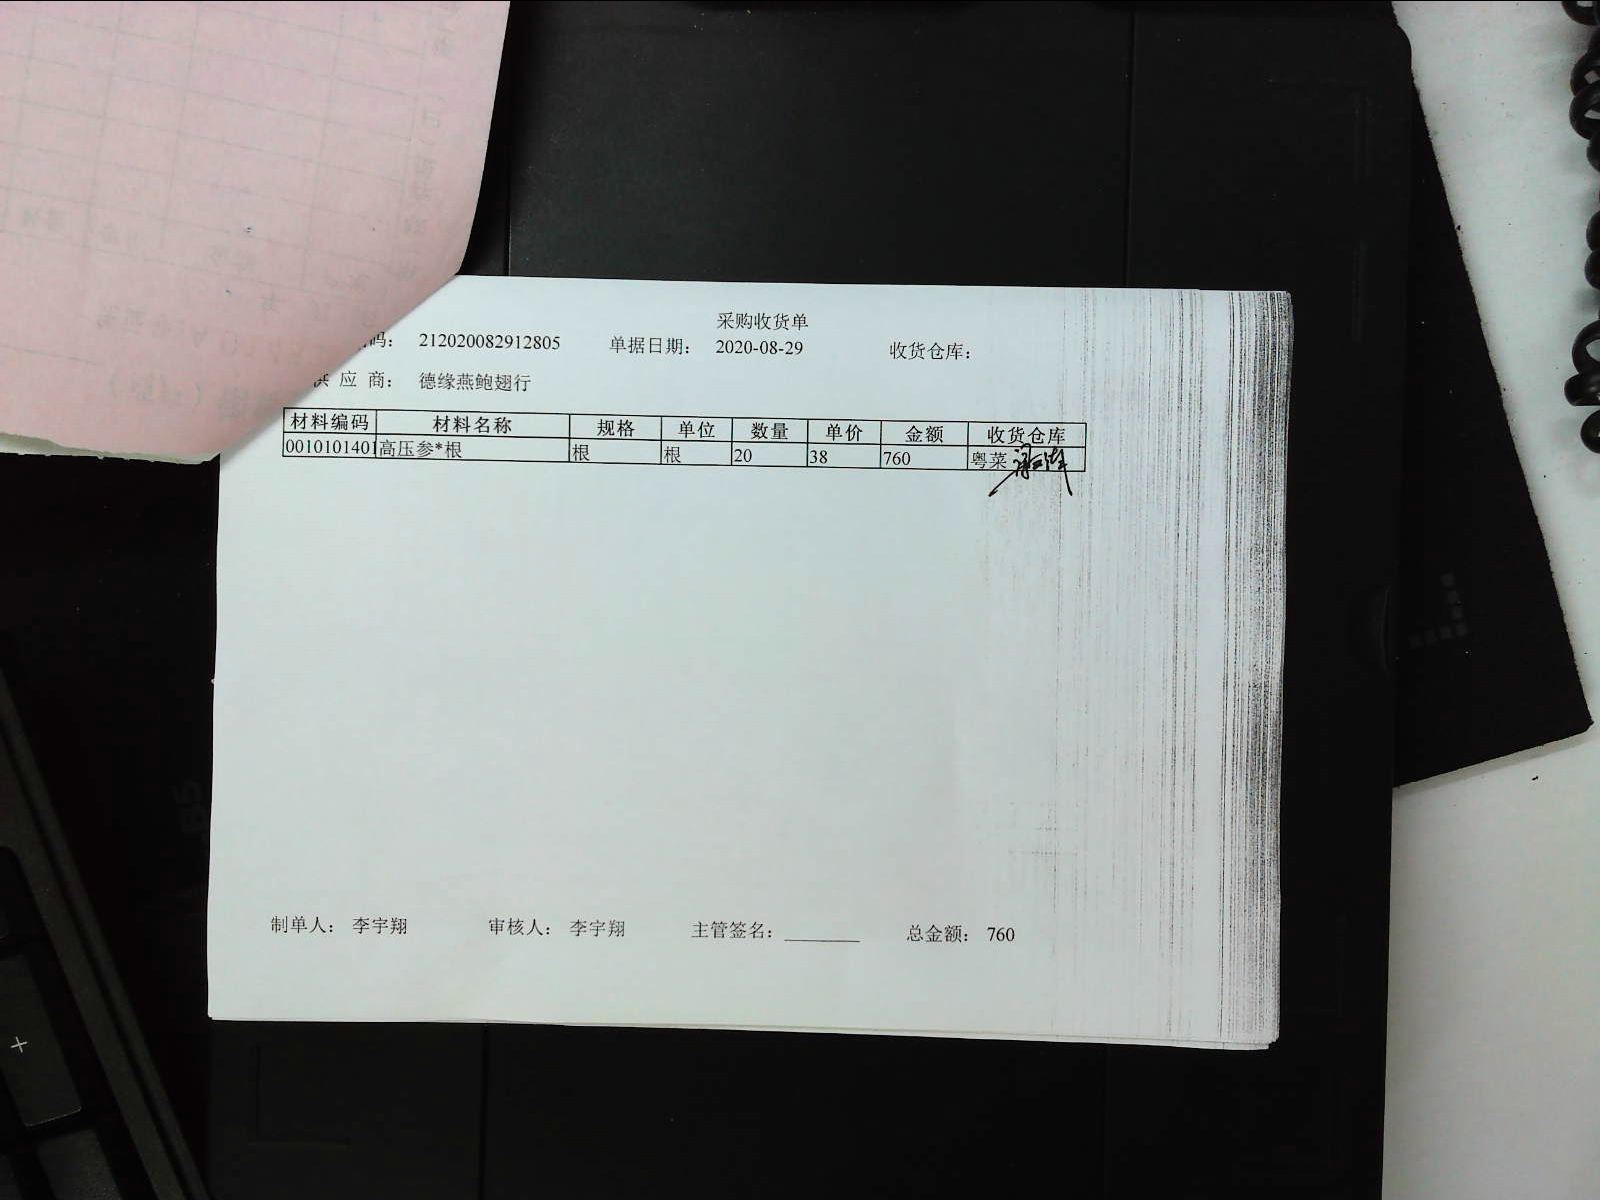 采购收货单
码： 212020082912805 单据日期： 2020-08-29 收货仓库：
供 应 商： 德缘燕鲍翅行
材料编码 材料名称 规格 单位 数量 单价 金额 收货仓库
0010101401 高压参*根 根 根 20 38 760 粤菜
制单人： 李宇翔 审核人： 李宇翔 主管签名： ________ 总金额： 760